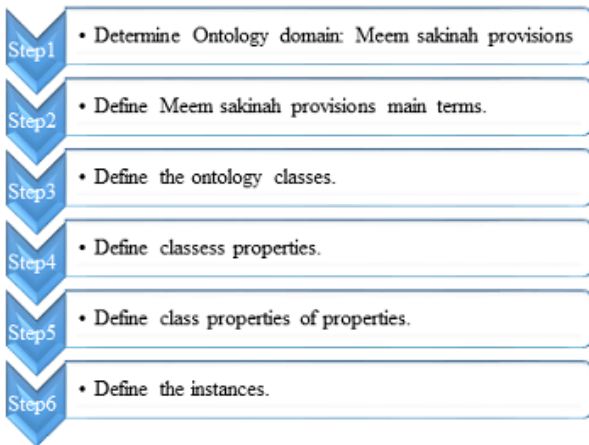 Step1
• Determine Ontology domain: Meem sakinah provisions
Step2
• Define Meem sakinah provisions main terms.
Step3
• Define the ontology classes.
Step4
• Define classess properties.
Step5
• Define class properties of properties.
Step6
• Define the instances.